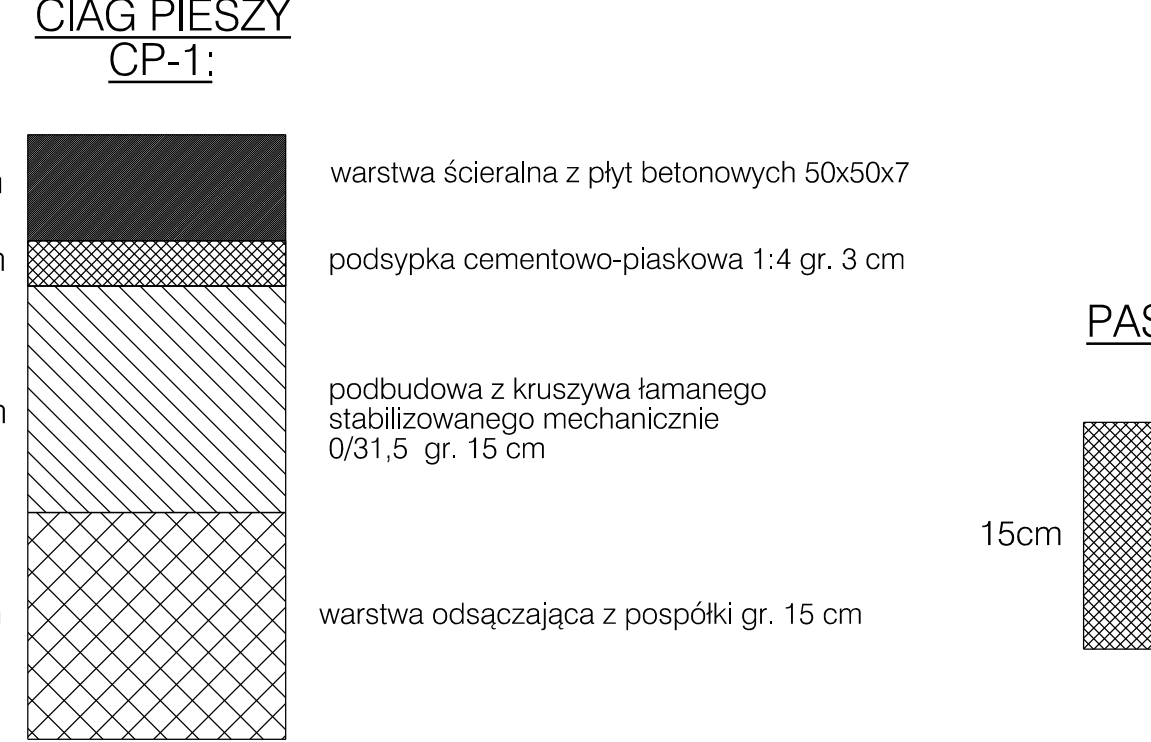 CIAG PIESZY
CP-1:
warstwa ścieralna z płyt betonowych 50x50x7
podsypka cementowo-piaskowa 1:4 gr. 3 cm
podbudowa z kruszywa łamanego
stabilizowanego mechanicznie
0/31,5 gr. 15 cm
warstwa odsączająca z pospółki gr. 15 cm
15cm